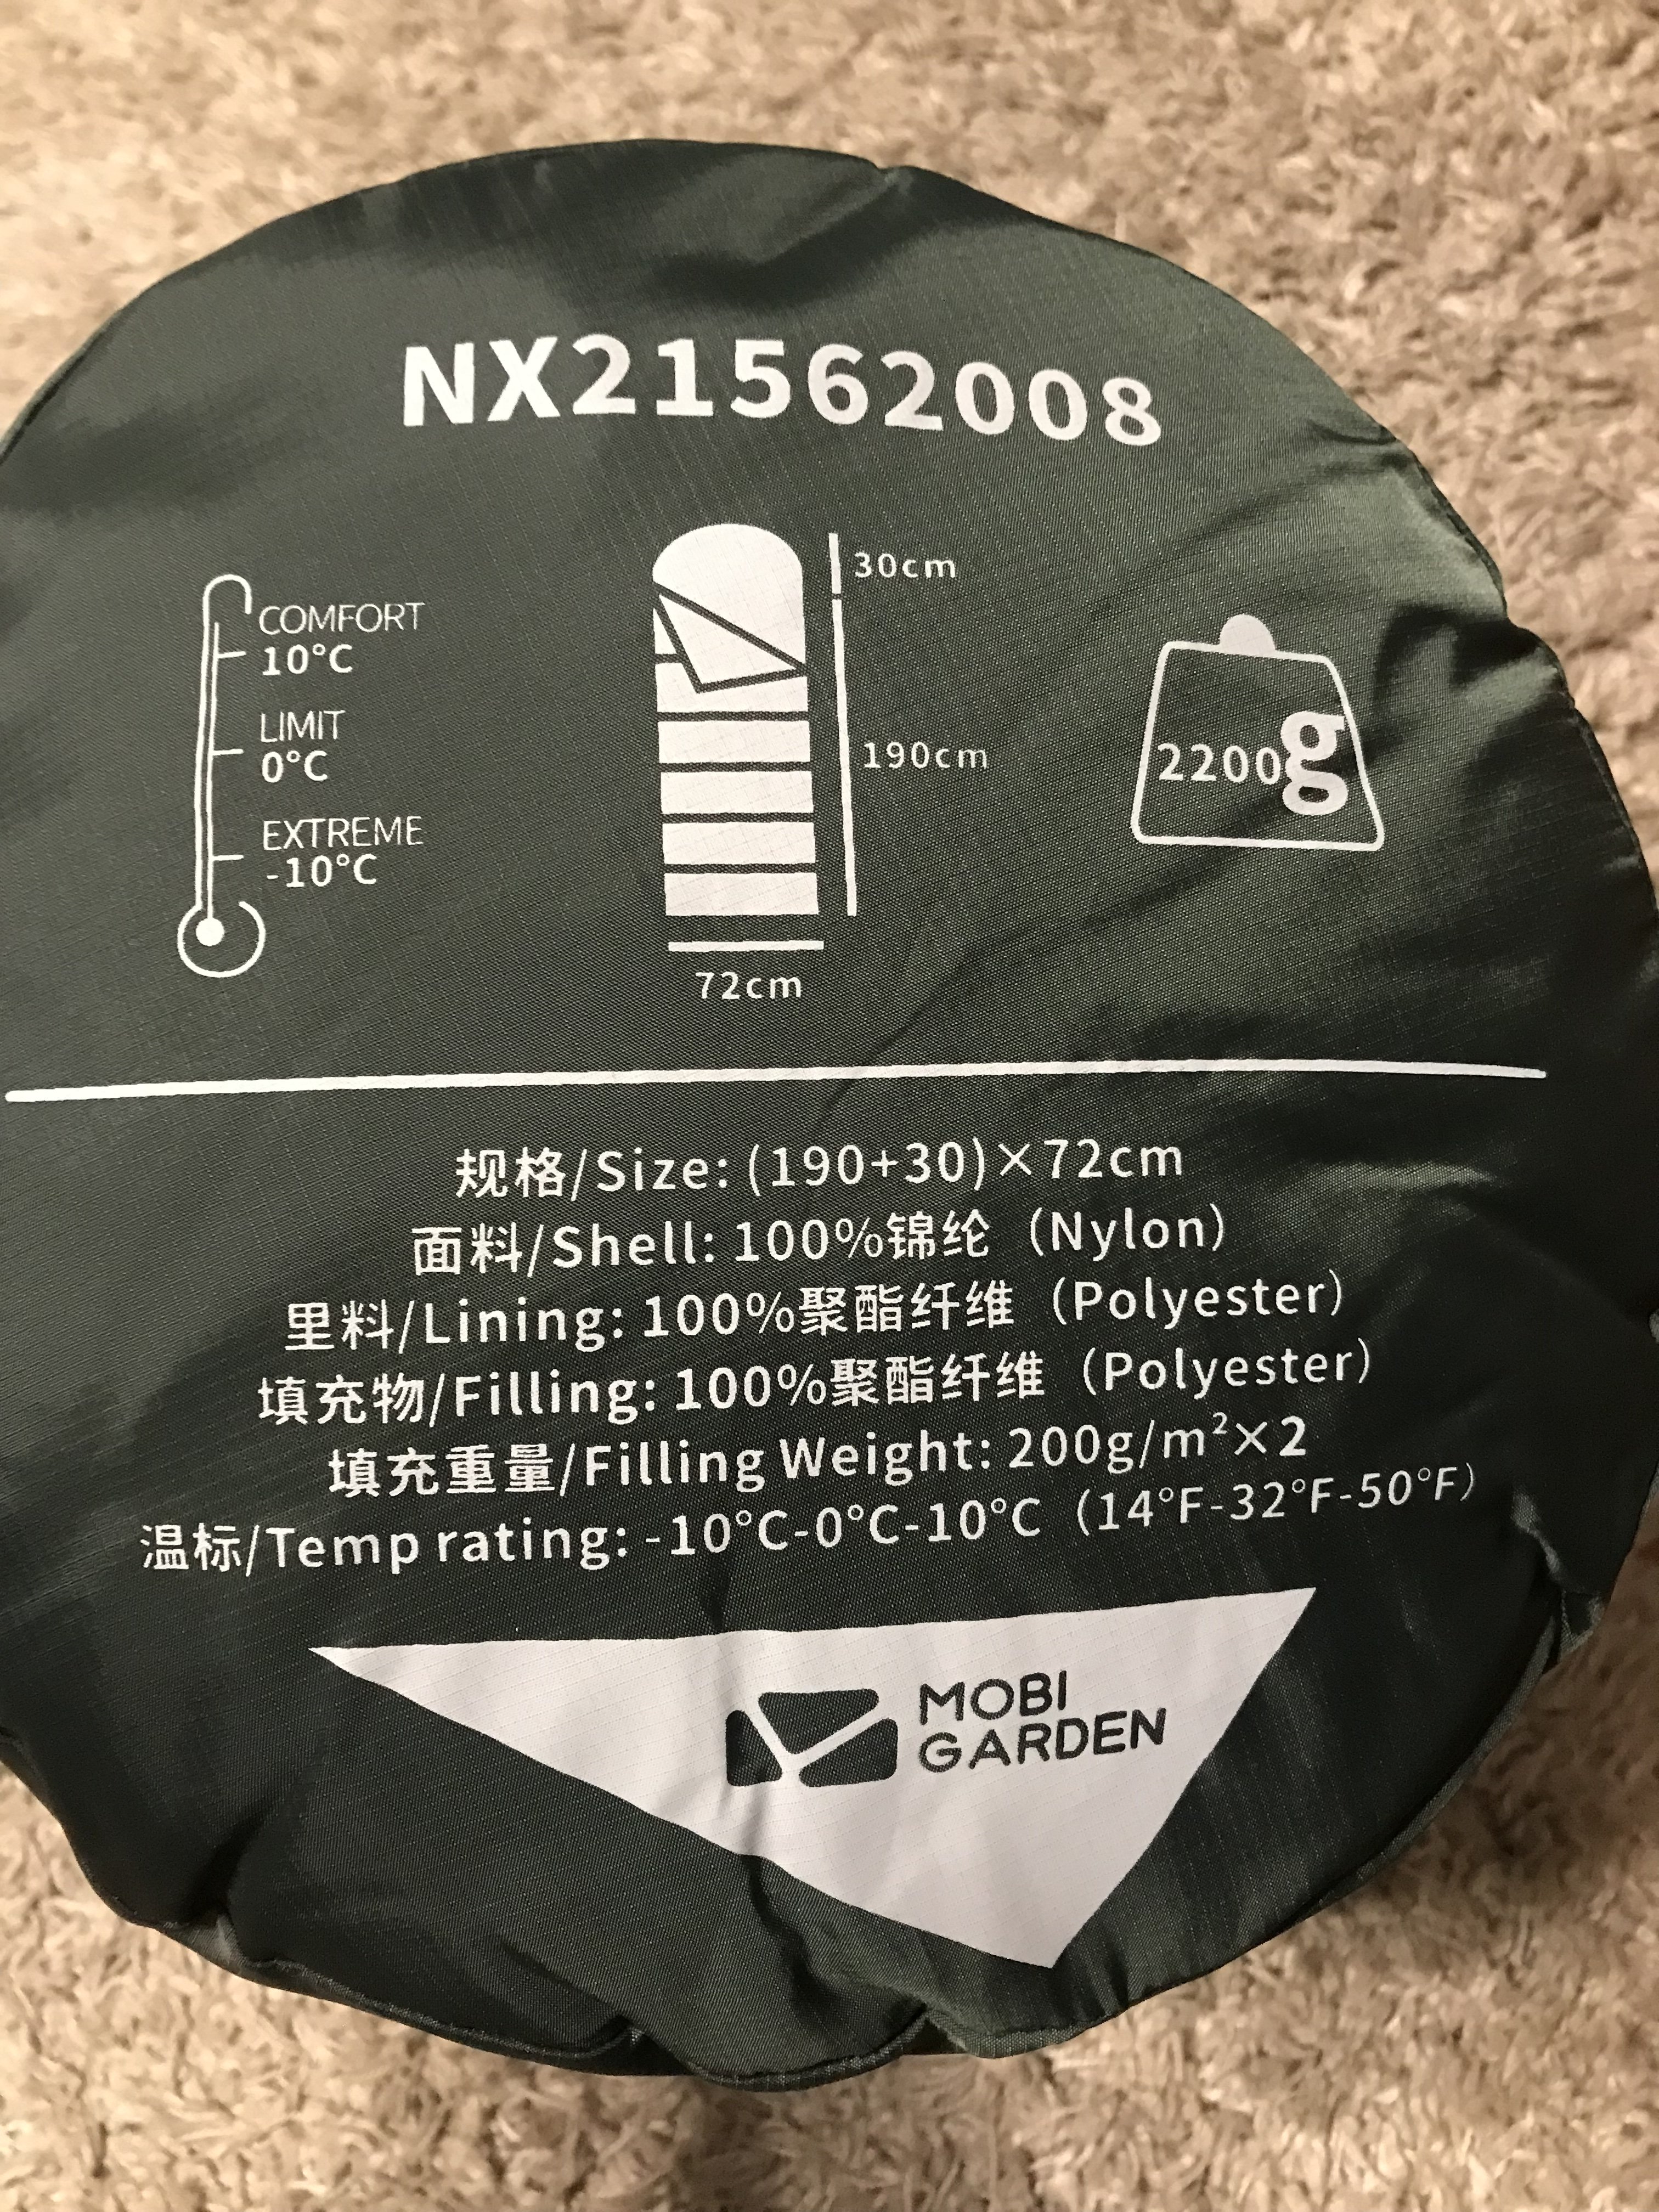 NX21562008
COMFORT
10°C
LIMIT
0°C
EXTREME
-10°C
30cm
190cm
72cm
2200g
规格/Size: (190+30)×72cm
面料/Shell: 100%锦纶（Nylon）
里料/Lining: 100%聚酯纤维（Polyester）
填充物/Filling: 100%聚酯纤维（Polyester）
填充重量/Filling Weight: 200g/m²×2
温标/Temp rating: -10°C-0°C-10°C（14°F-32°F-50°F）
MOBI
GARDEN